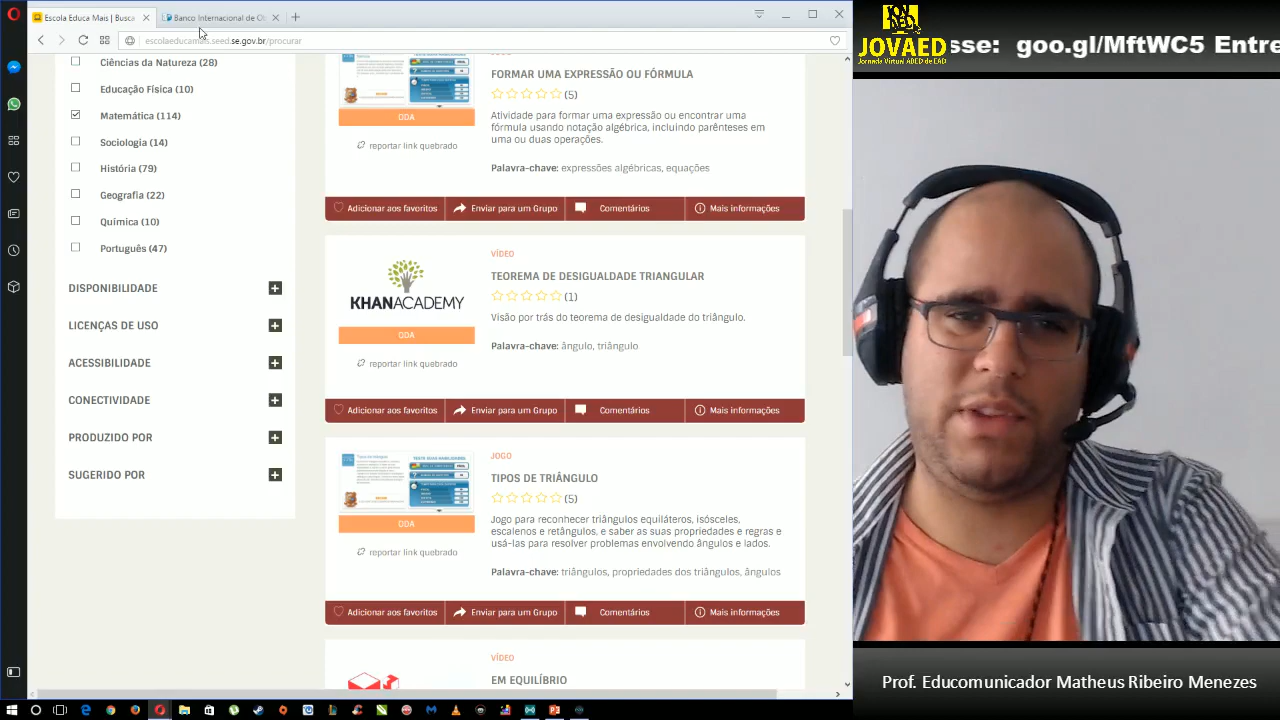 Escola Educa Mais | Busca
Banco Internacional de O
escolaeducamais.seed.se.gov.br/procurar
Ciências da Natureza (28)
Educação Física (10)
Matemática (114)
Sociologia (14)
História (79)
Geografia (22)
Química (10)
Português (47)
DISPONIBILIDADE
LICENÇAS DE USO
ACESSIBILIDADE
CONECTIVIDADE
PRODUZIDO POR
SUGERIDO POR
FORMAR UMA EXPRESSÃO OU FÓRMULA
(5)
ODA
Atividade para formar uma expressão ou encontrar uma
fórmula usando notação algébrica, incluindo parênteses em
uma ou duas operações.
reportar link quebrado
Palavra-chave: expressões algébricas, equações
Adicionar aos favoritos
Enviar para um Grupo
Comentários
Mais informações
VÍDEO
TEOREMA DE DESIGUALDADE TRIANGULAR
KHANACADEMY
(1)
Visão por trás do teorema de desigualdade do triângulo.
ODA
Palavra-chave: ângulo, triângulo
reportar link quebrado
Adicionar aos favoritos
Enviar para um Grupo
Comentários
Mais informações
JOGO
TIPOS DE TRIÂNGULO
(5)
Jogo para reconhecer triângulos equiláteros, isósceles,
escalenos e retângulos, e saber as suas propriedades e regras e
usá-las para resolver problemas envolvendo ângulos e lados.
ODA
reportar link quebrado
Palavra-chave: triângulos, propriedades dos triângulos, ângulos
Adicionar aos favoritos
Enviar para um Grupo
Comentários
Mais informações
VÍDEO
EM EQUILÍBRIO
JOVAED
Jornada Virtual ABED de EAD
sse: goo.gl/MftWC5 Entre
Prof. Educomunicador Matheus Ribeiro Menezes